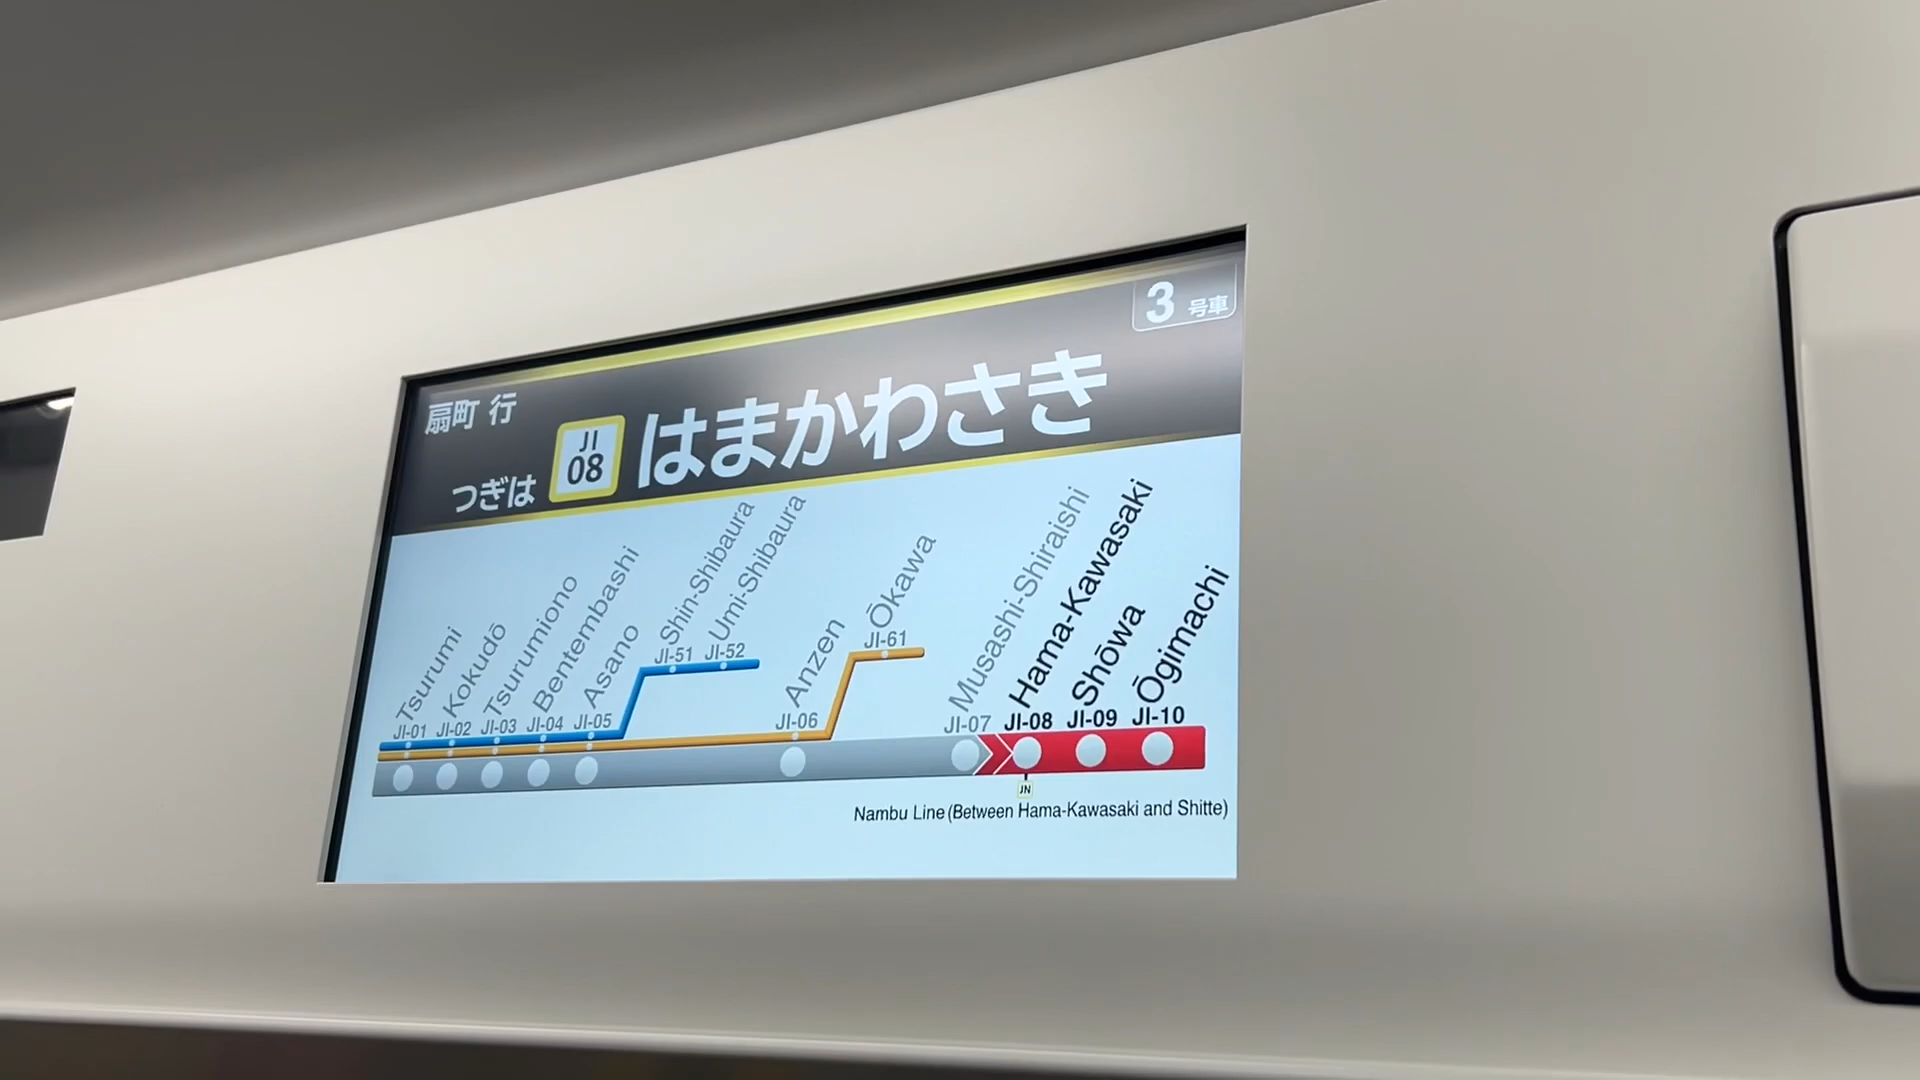 3 号車
扇町 行
つぎは JI 08 はまかわさき
Tsurumi
Kokudō
Tsurumiono
Bentembashi
Asano
Shin-Shibaura
Umi-Shibaura
Anzen
Ōkawa
Musashi-Shiraishi
Hama-Kawasaki
Shōwa
Ōgimachi
JI-51 JI-52
JI-61
JI-01 JI-02 JI-03 JI-04 JI-05 JI-06 JI-07 JI-08 JI-09 JI-10
JN
Nambu Line (Between Hama-Kawasaki and Shitte)